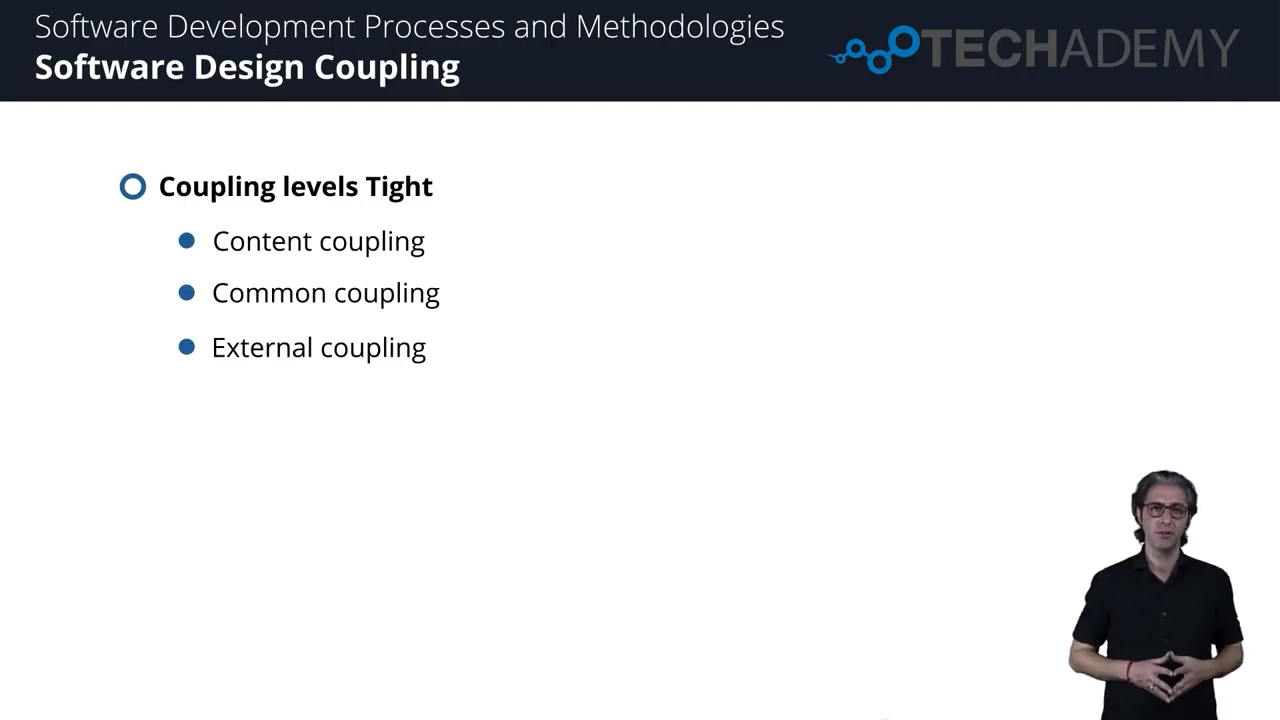 Software Development Processes and Methodologies
Software Design Coupling
TECHADEMY
Coupling levels Tight
Content coupling
Common coupling
External coupling